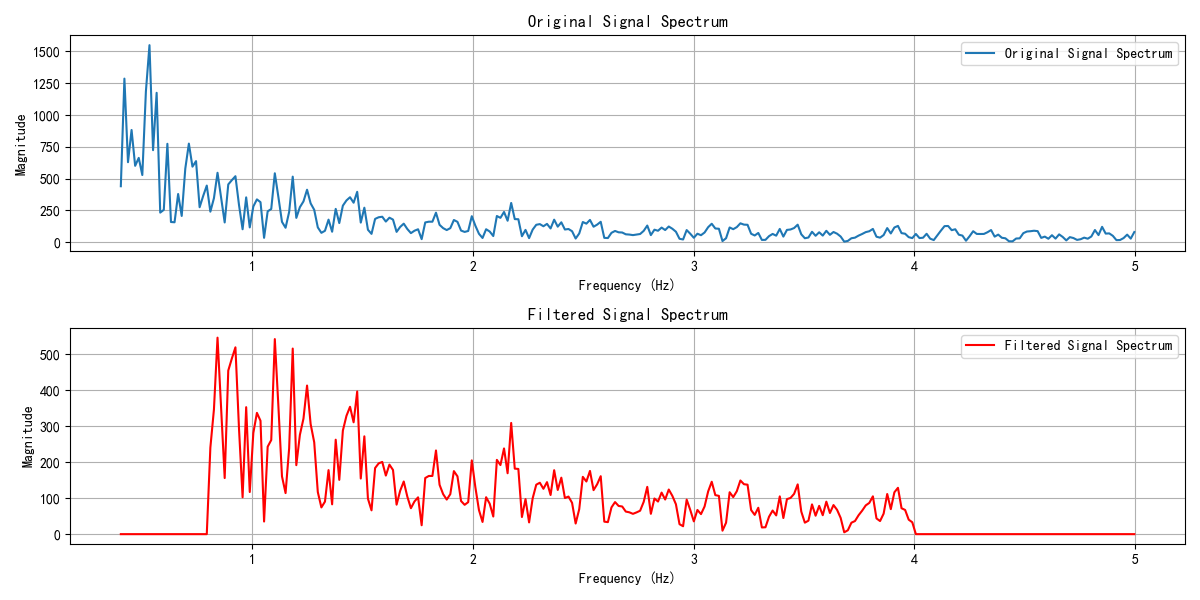 Original Signal Spectrum
Original Signal Spectrum
1500
1250
1000
750
500
250
0
Magnitude
1 2 3 4 5
Frequency (Hz)
Filtered Signal Spectrum
Filtered Signal Spectrum
500
400
300
200
100
0
Magnitude
1 2 3 4 5
Frequency (Hz)